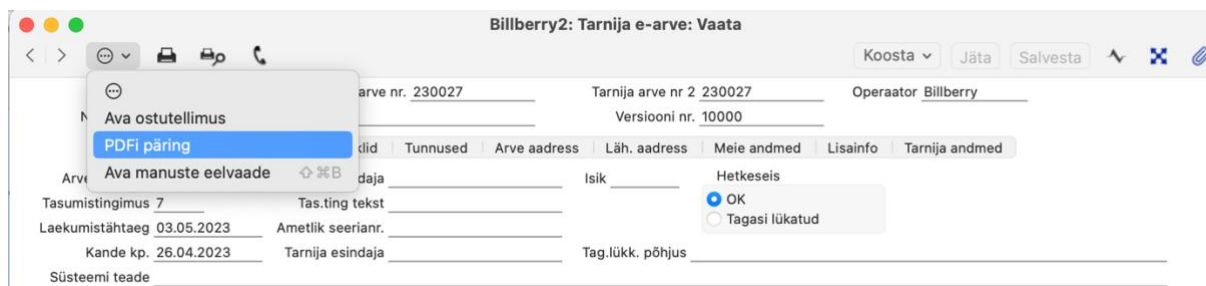 Billberry2: Tarnija e-arve: Vaata
Koosta Jäta Salvesta
arve nr. 230027 Tarnija arve nr 2 230027 Operaator Billberry
Ava ostutellimus Versiooni nr. 10000
PDFi päring Tunnused Arve aadress Läh. aadress Meie andmed Lisainfo Tarnija andmed
Ava manuste eelvaade ⇧⌘B Isik Hetkeseis
OK
Tasumistingimus 7 Tas.ting tekst
Tagasi lükatud
Laekumistähtaeg 03.05.2023 Ametlik seerianr.
Kande kp. 26.04.2023 Tarnija esindaja Tag.lükk. põhjus
Süsteemi teade